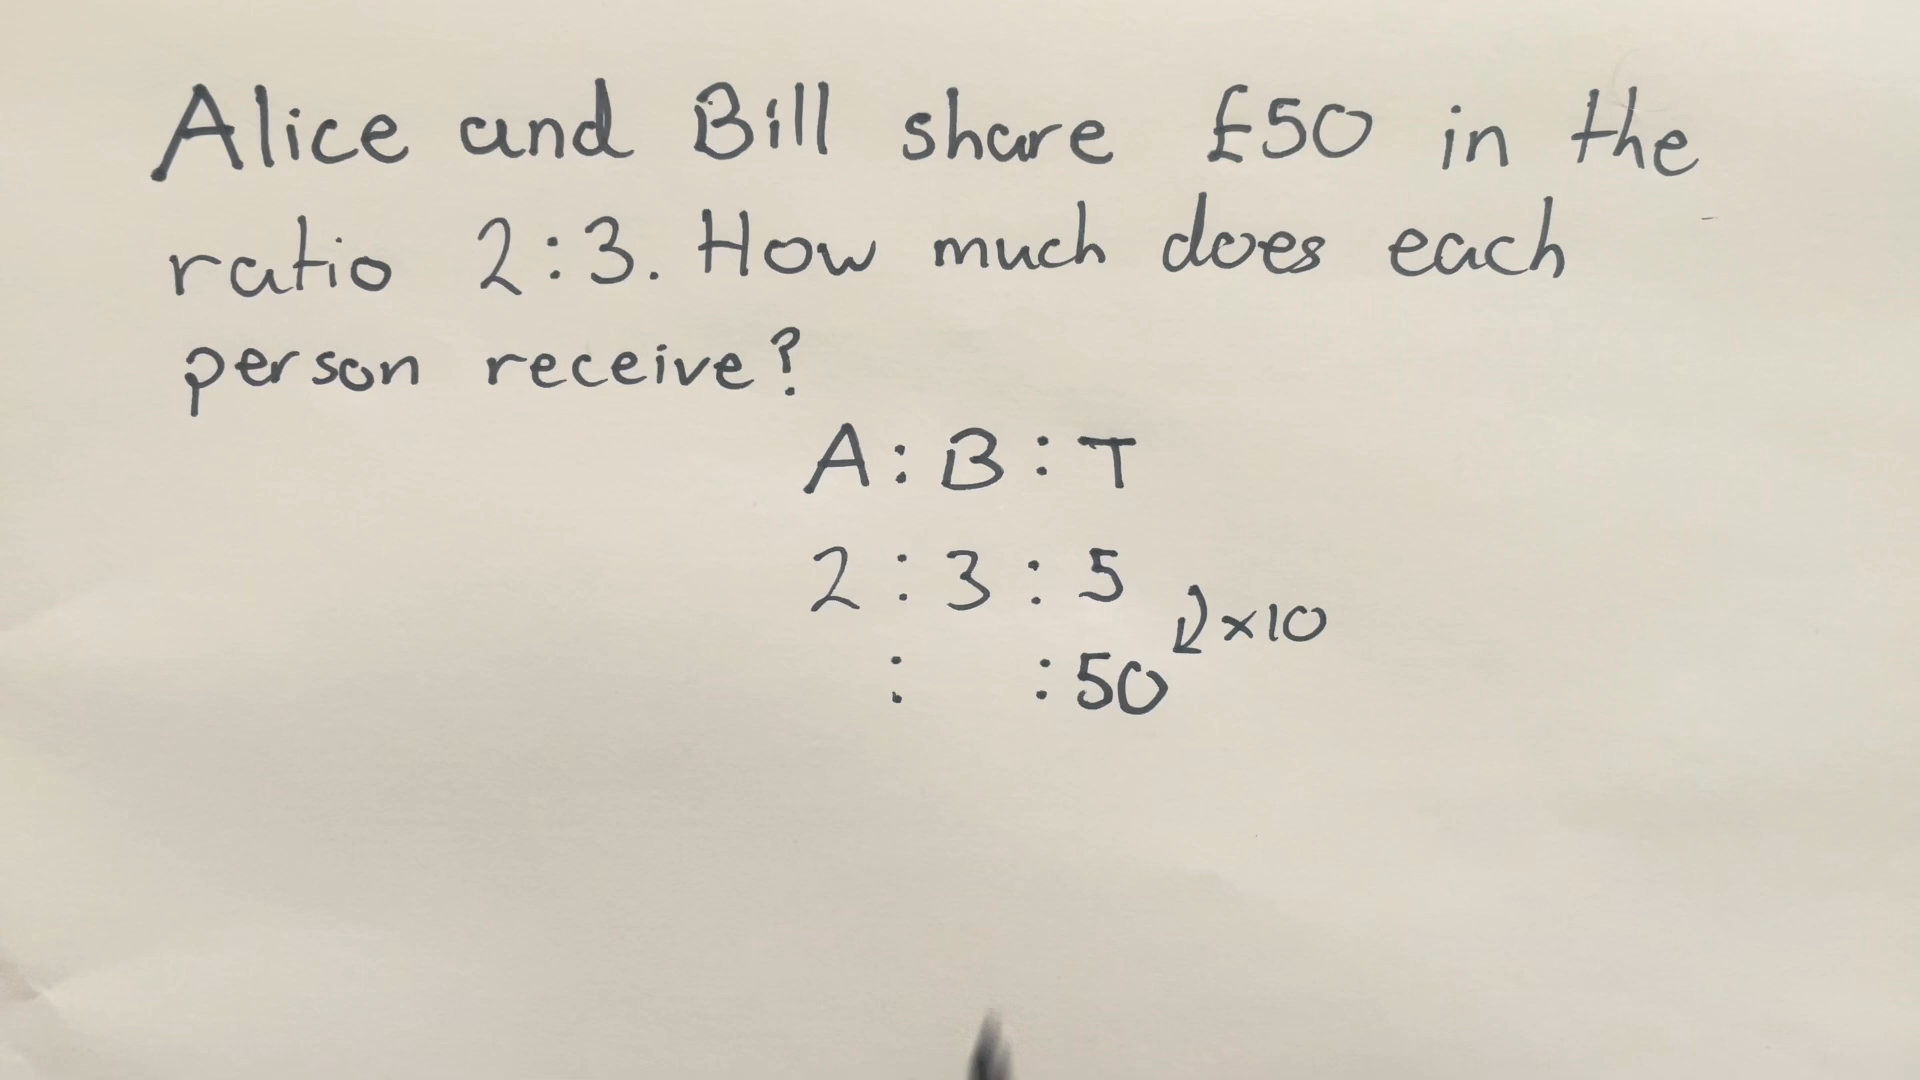 Alice and Bill share £50 in the
ratio 2:3. How much does each
person receive?
A : B : T
2 : 3 : 5
×10
: : 50